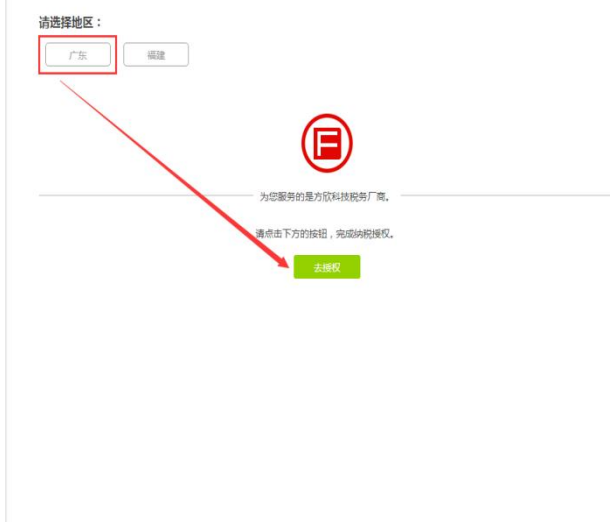 请选择地区：
广东 福建
为您服务的是方欣科技税务厂商。
请点击下方的按钮，完成纳税授权。
去授权